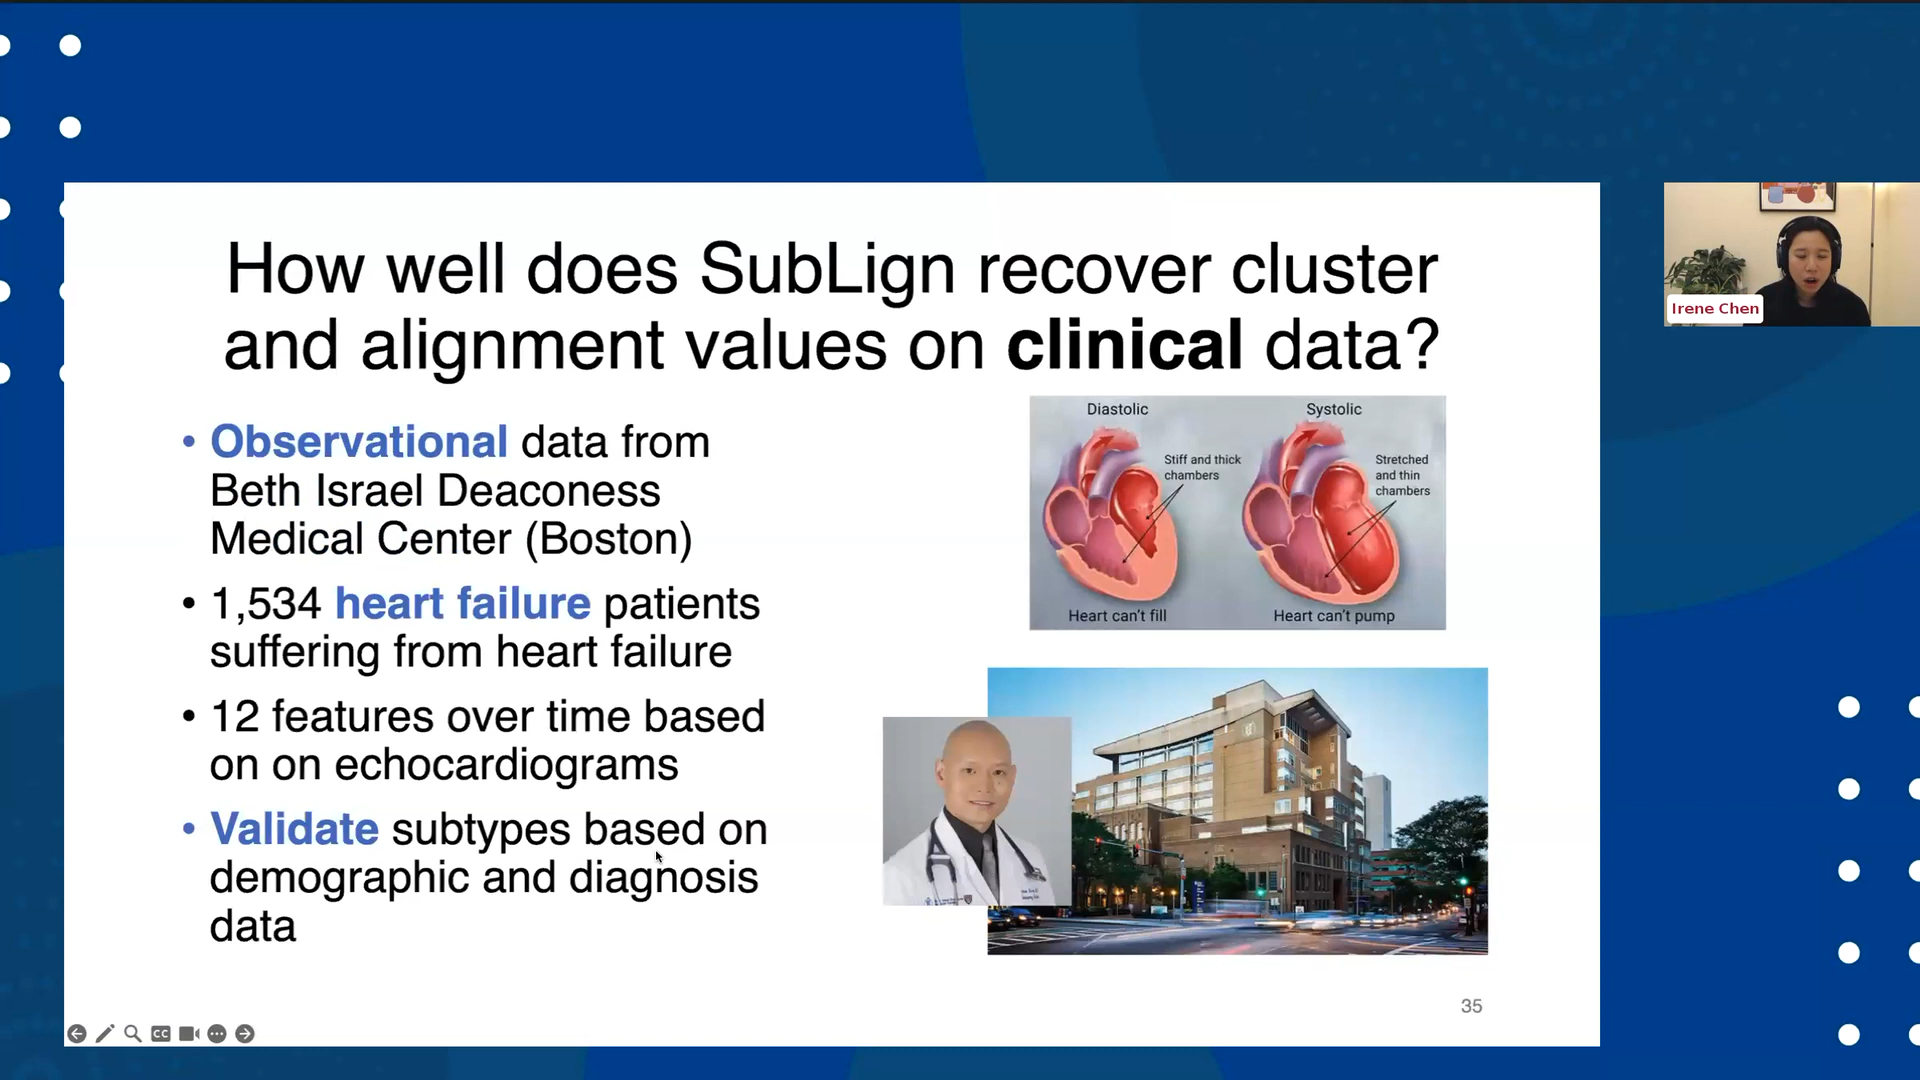 How well does SubLign recover cluster
and alignment values on clinical data?
• Observational data from
Beth Israel Deaconess
Medical Center (Boston)
• 1,534 heart failure patients
suffering from heart failure
• 12 features over time based
on on echocardiograms
• Validate subtypes based on
demographic and diagnosis
data
Diastolic
Systolic
Stiff and thick
chambers
Stretched
and thin
chambers
Heart can't fill
Heart can't pump
35
CC
Irene Chen